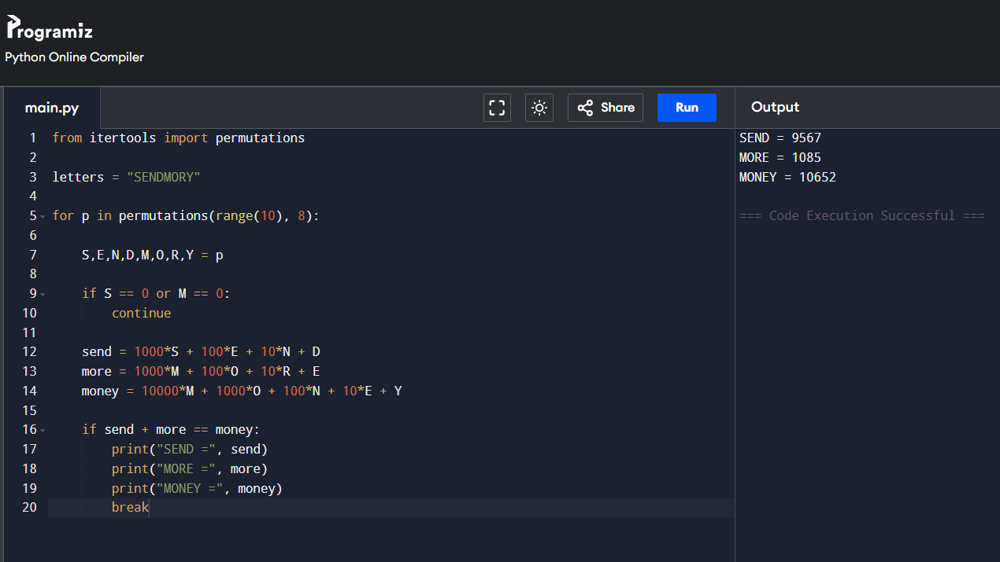 Programiz
Python Online Compiler
main.py
Share
Run
Output
1 from itertools import permutations
2
3 letters = "SENDMORY"
4
5 for p in permutations(range(10), 8):
6
7     S,E,N,D,M,O,R,Y = p
8
9     if S == 0 or M == 0:
10         continue
11
12     send = 1000*S + 100*E + 10*N + D
13     more = 1000*M + 100*O + 10*R + E
14     money = 10000*M + 1000*O + 100*N + 10*E + Y
15
16     if send + more == money:
17         print("SEND =", send)
18         print("MORE =", more)
19         print("MONEY =", money)
20         break
SEND = 9567
MORE = 1085
MONEY = 10652
=== Code Execution Successful ===